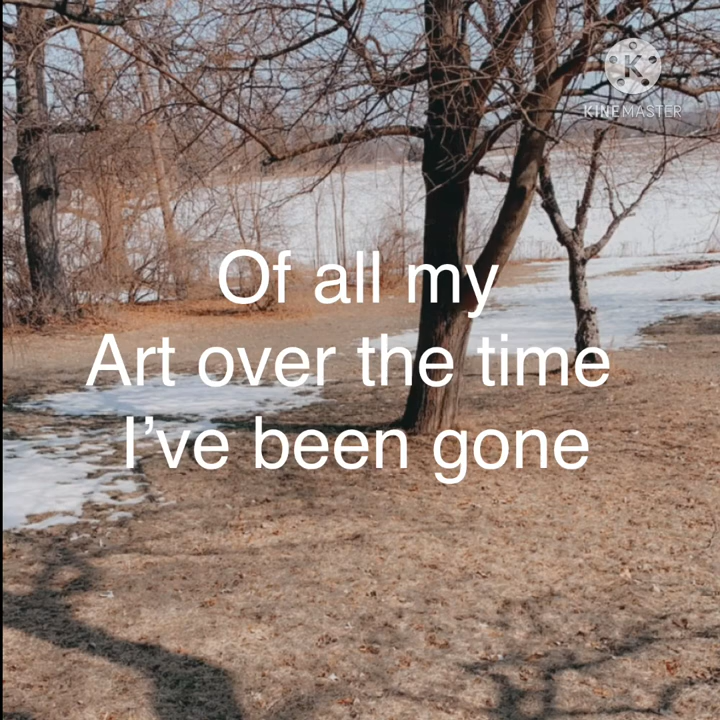 K
KINEMASTER
Of all my
Art over the time
I’ve been gone